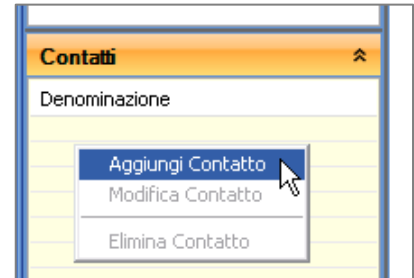 Contatti
Denominazione
Aggiungi Contatto
Modifica Contatto
Elimina Contatto